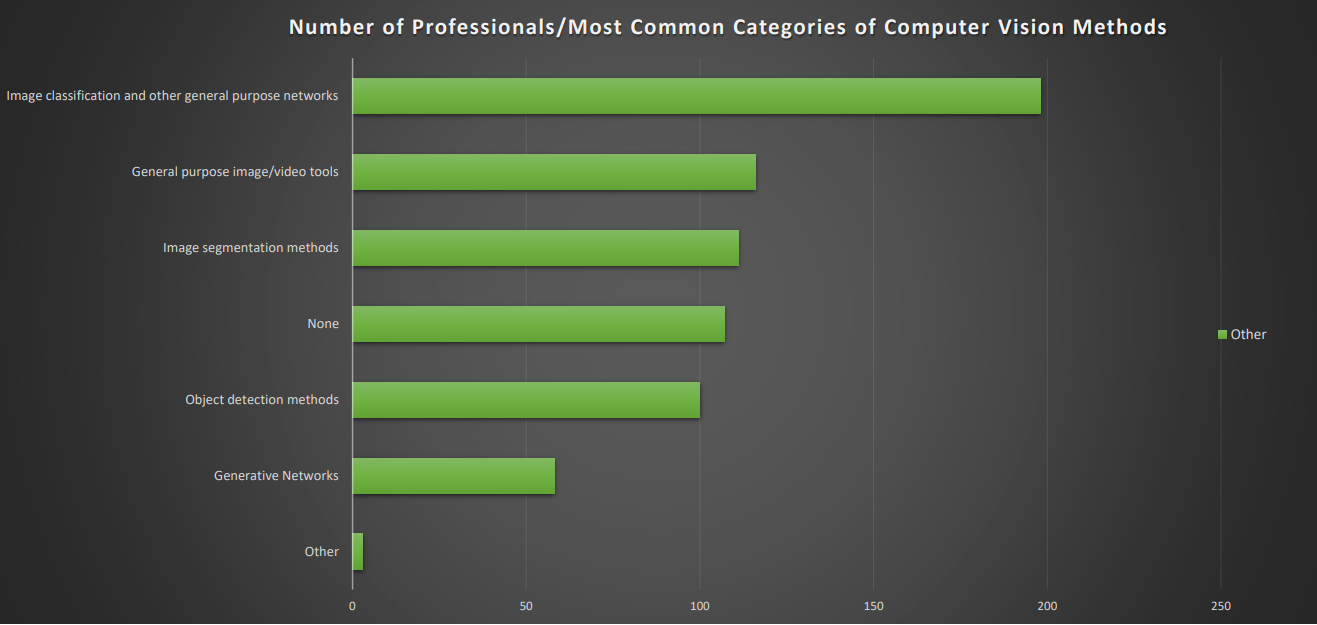 Number of Professionals/Most Common Categories of Computer Vision Methods
Image classification and other general purpose networks
General purpose image/video tools
Image segmentation methods
None
Object detection methods
Generative Networks
Other
0 50 100 150 200 250
Other